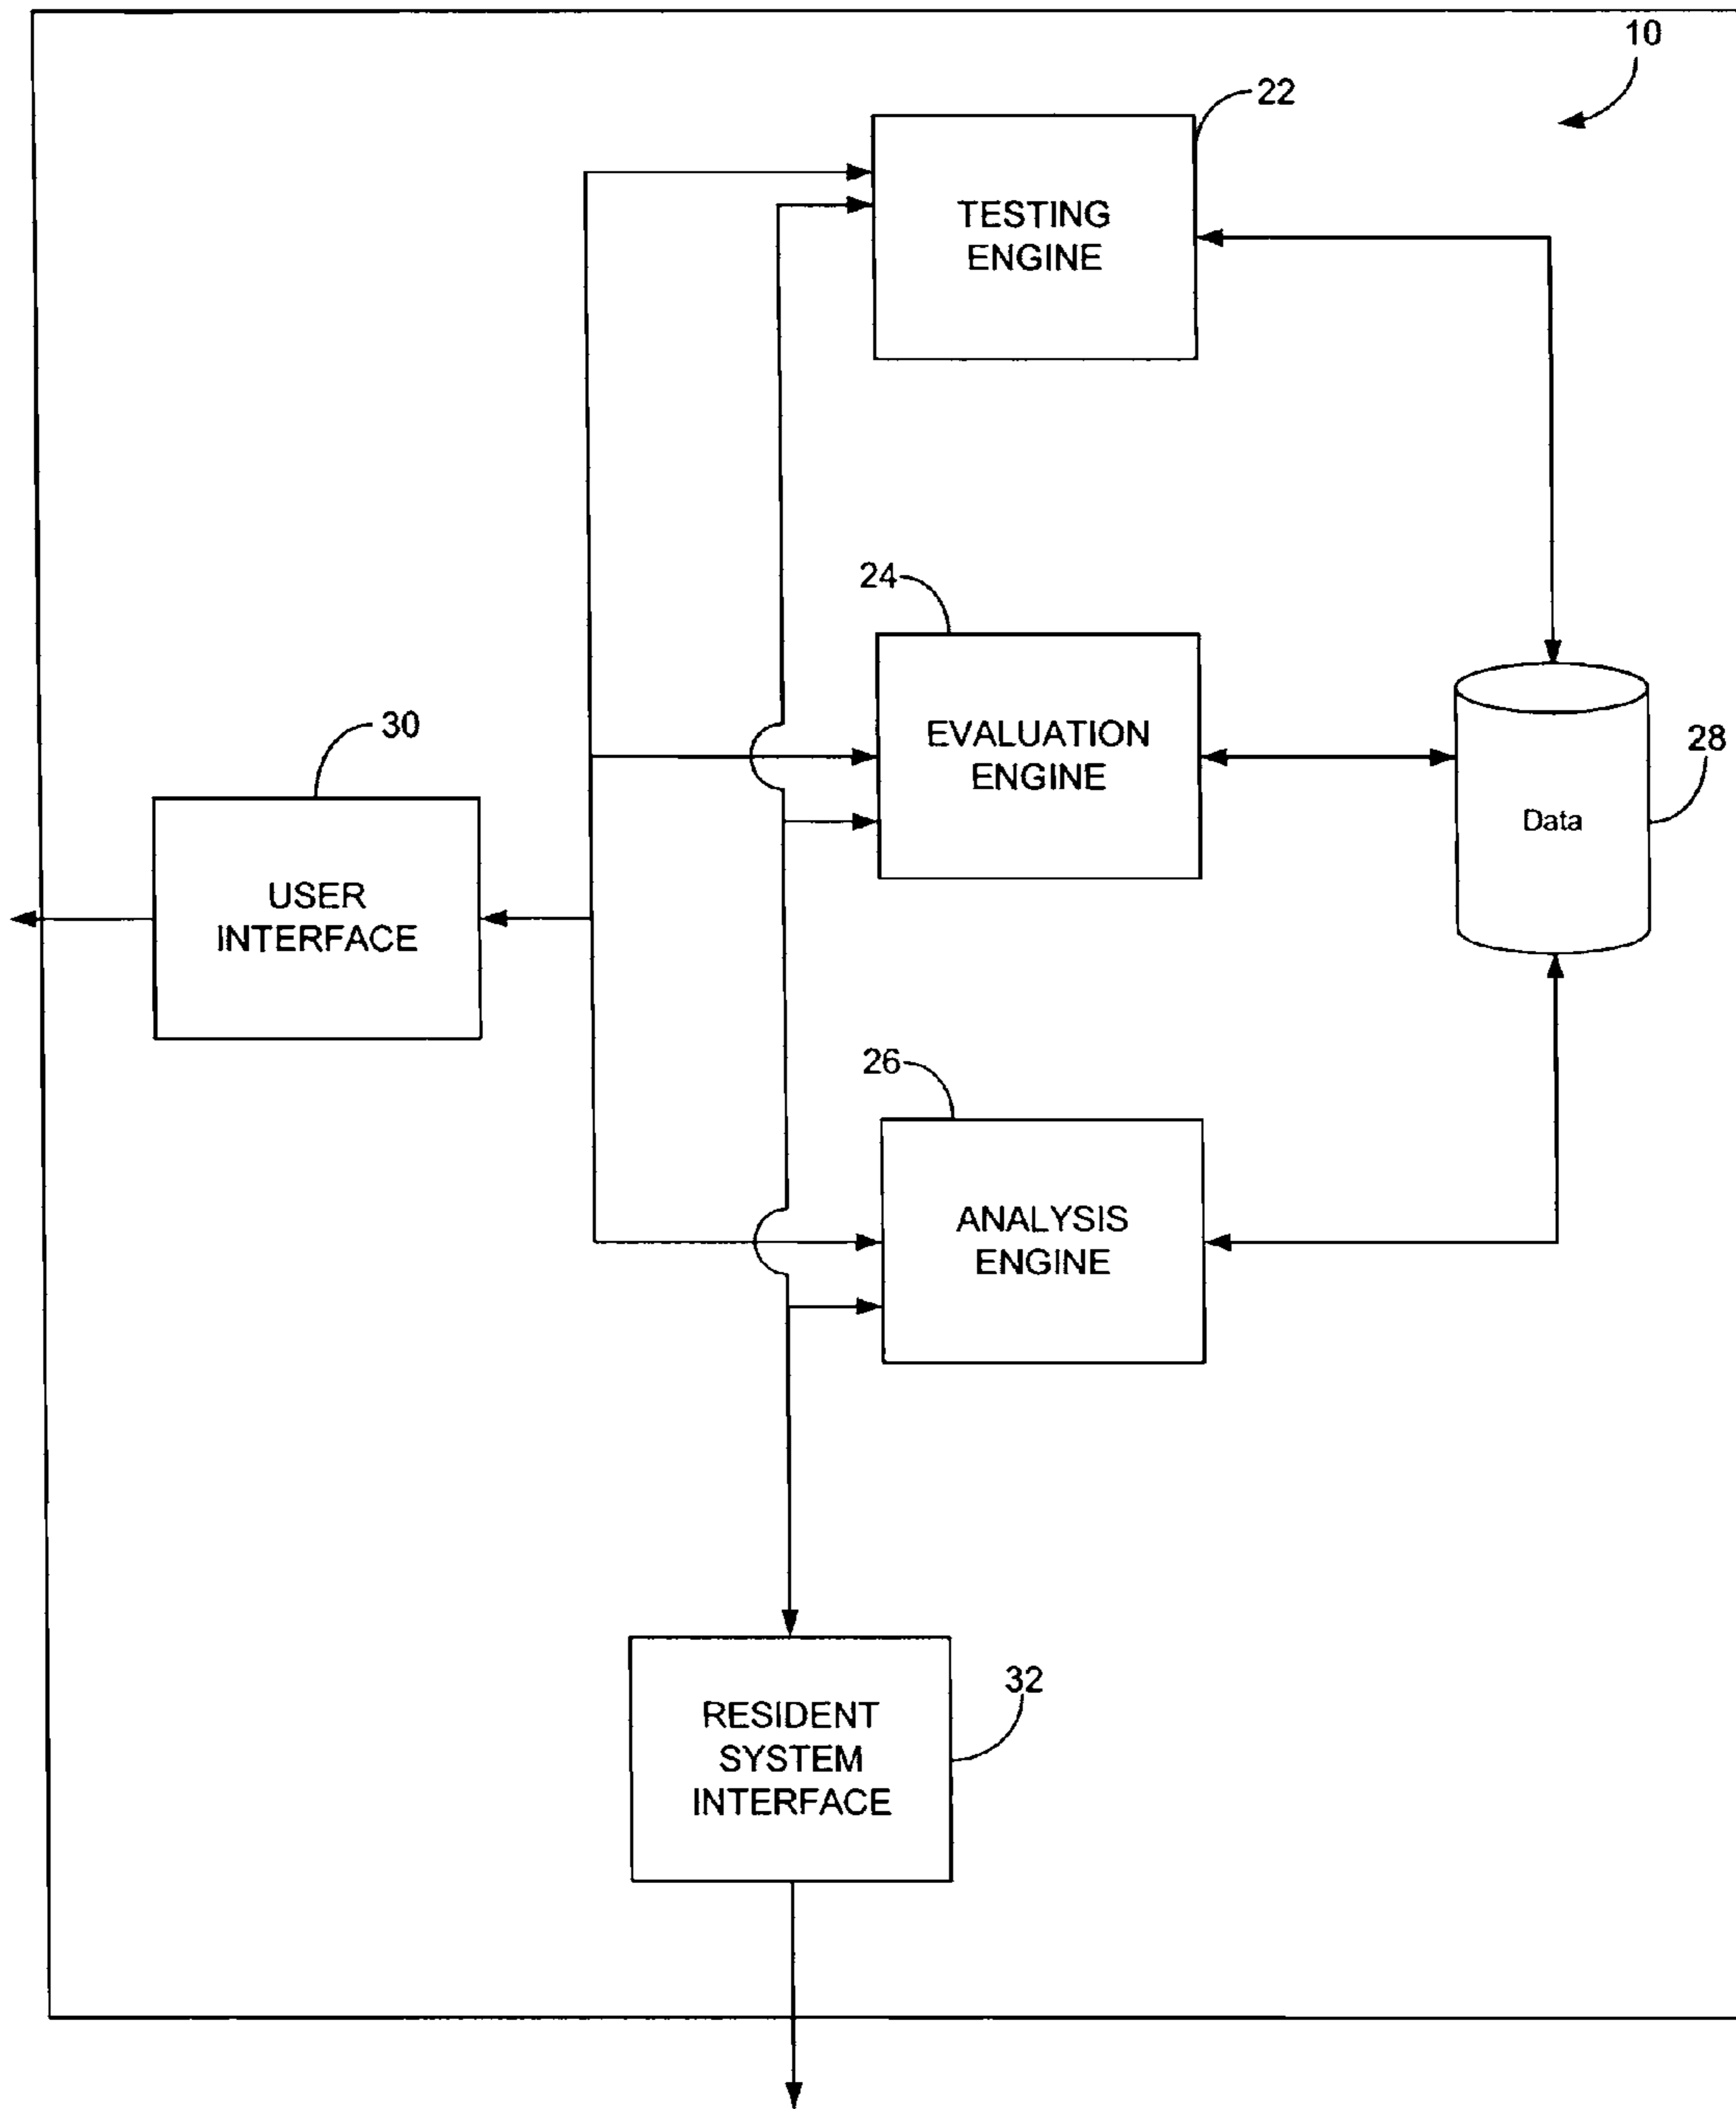 10
22
TESTING
ENGINE
24
EVALUATION
ENGINE
30
USER
INTERFACE
28
Data
26
ANALYSIS
ENGINE
32
RESIDENT
SYSTEM
INTERFACE